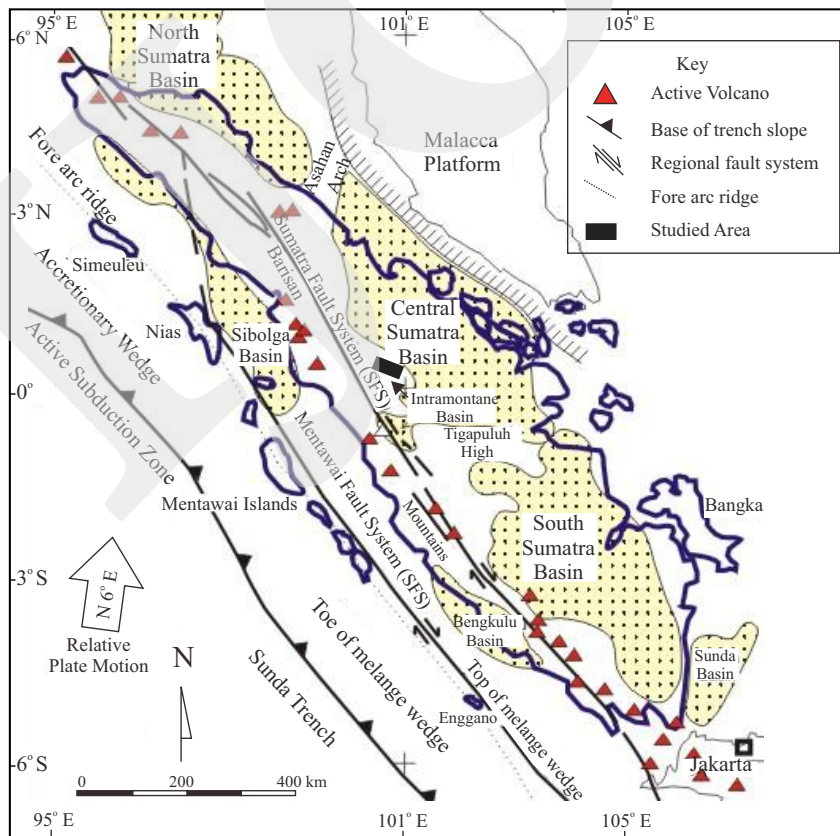 95° E
101° E
105° E
6° N
North
Sumatra
Basin
Key
Active Volcano
Base of trench slope
Regional fault system
Fore arc ridge
Studied Area
Malacca
Platform
Asahan
Arch
Fore arc ridge
3°N
Simeuleu
Sumatra Fault System (SFS)
Barisan
Accretionary Wedge
Nias
Sibolga
Basin
Central
Sumatra
Basin
Active Subduction Zone
0°
Intramontane
Basin
Tigapuluh
High
Mentawai Fault System (SFS)
Mentawai Islands
Mountains
Bangka
South
Sumatra
Basin
3°S
N 6° E
Relative
Plate Motion
Bengkulu
Basin
Toe of melange wedge
Top of melange wedge
Sunda
Basin
N
Sunda Trench
Enggano
6°S
Jakarta
0 200 400 km
95° E
101° E
105° E